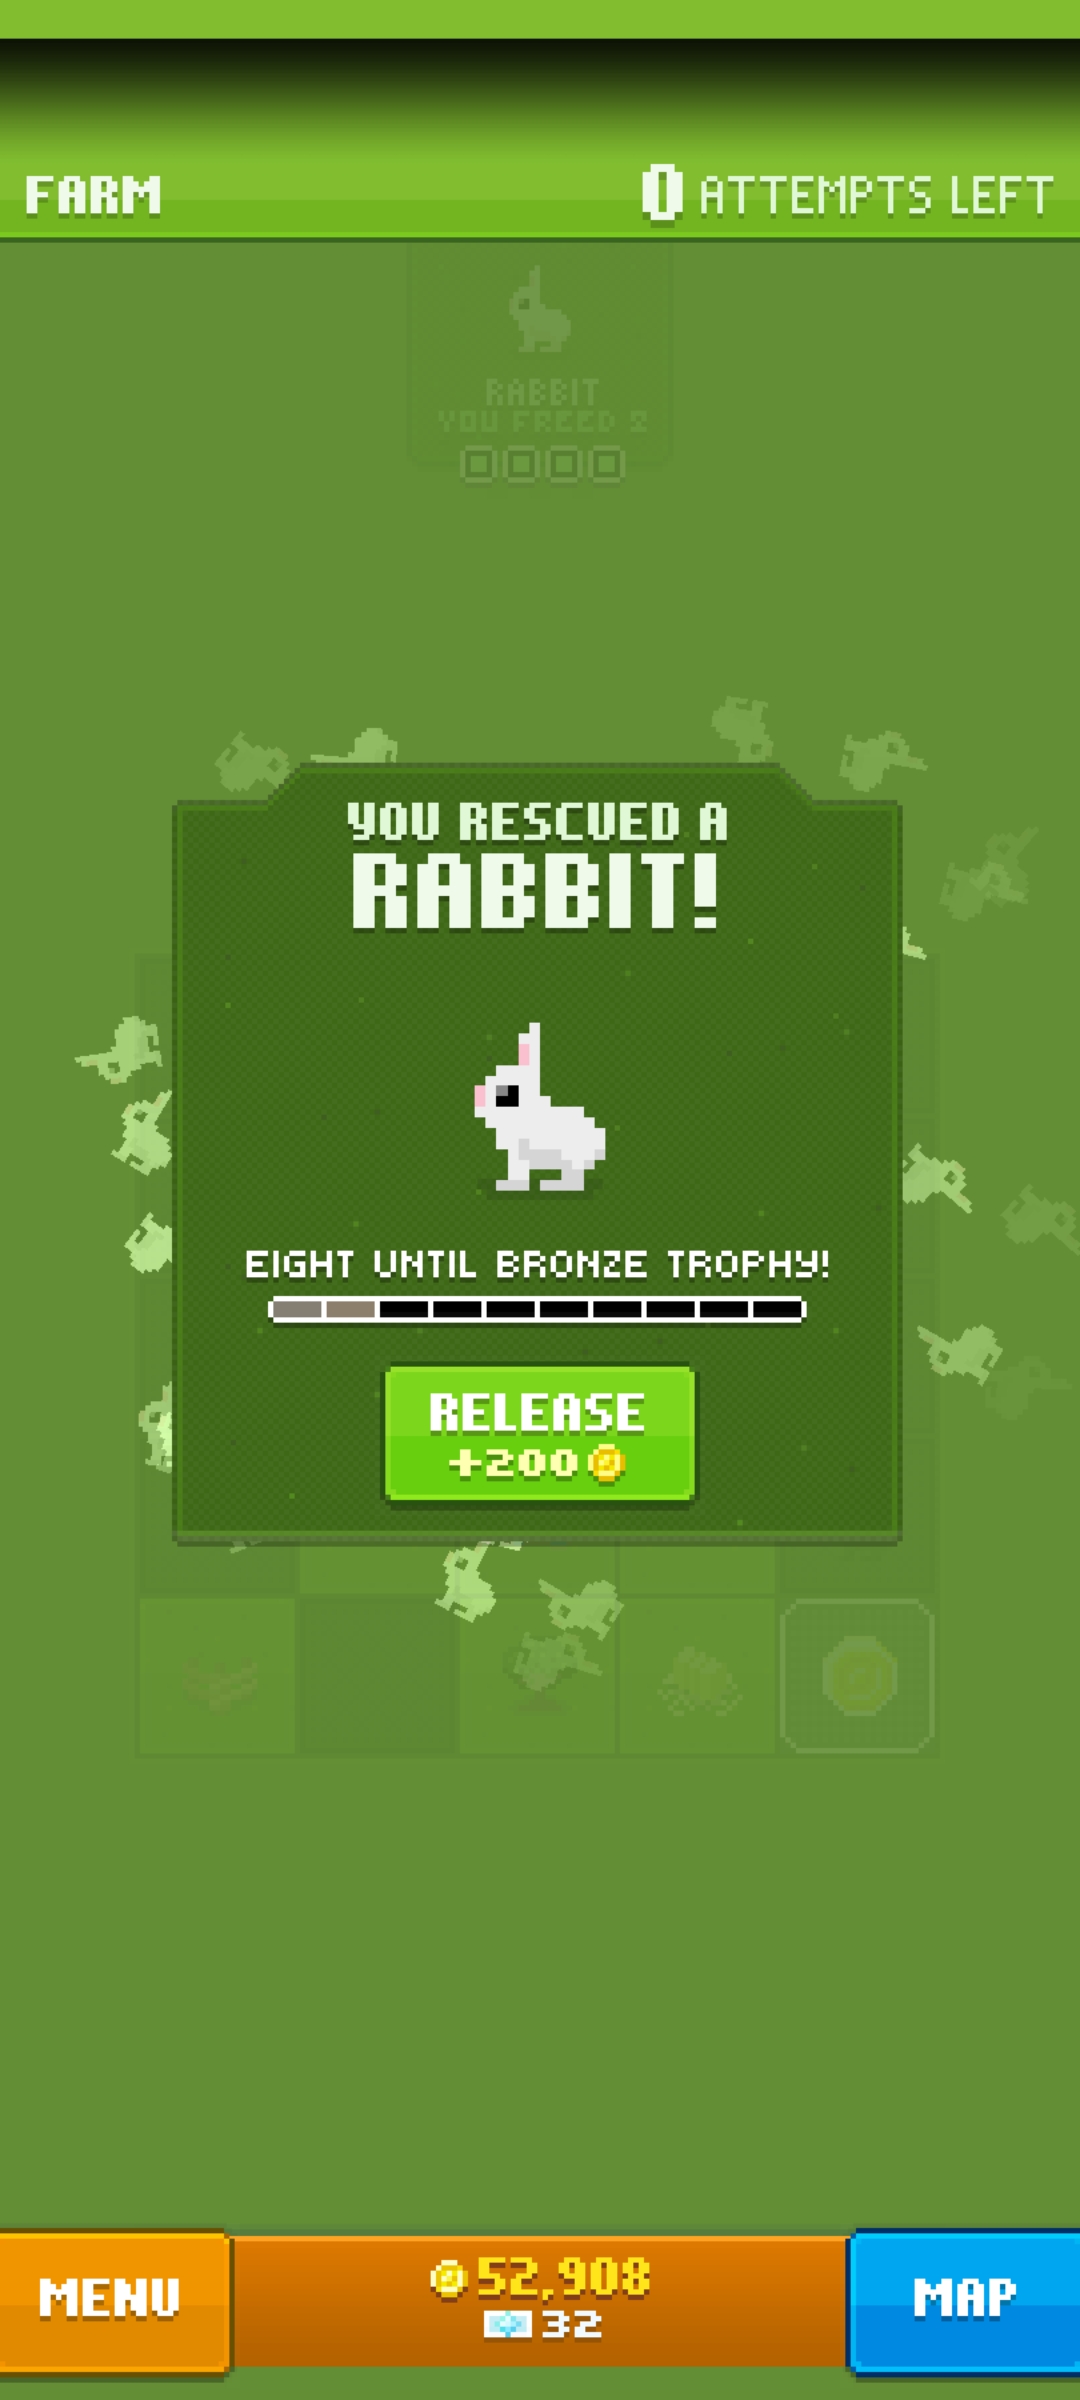 FARM
0 ATTEMPTS LEFT
RABBIT
YOU FREED 2
YOU RESCUED A
RABBIT!
EIGHT UNTIL BRONZE TROPHY!
RELEASE
+200
MENU
52,908
32
MAP